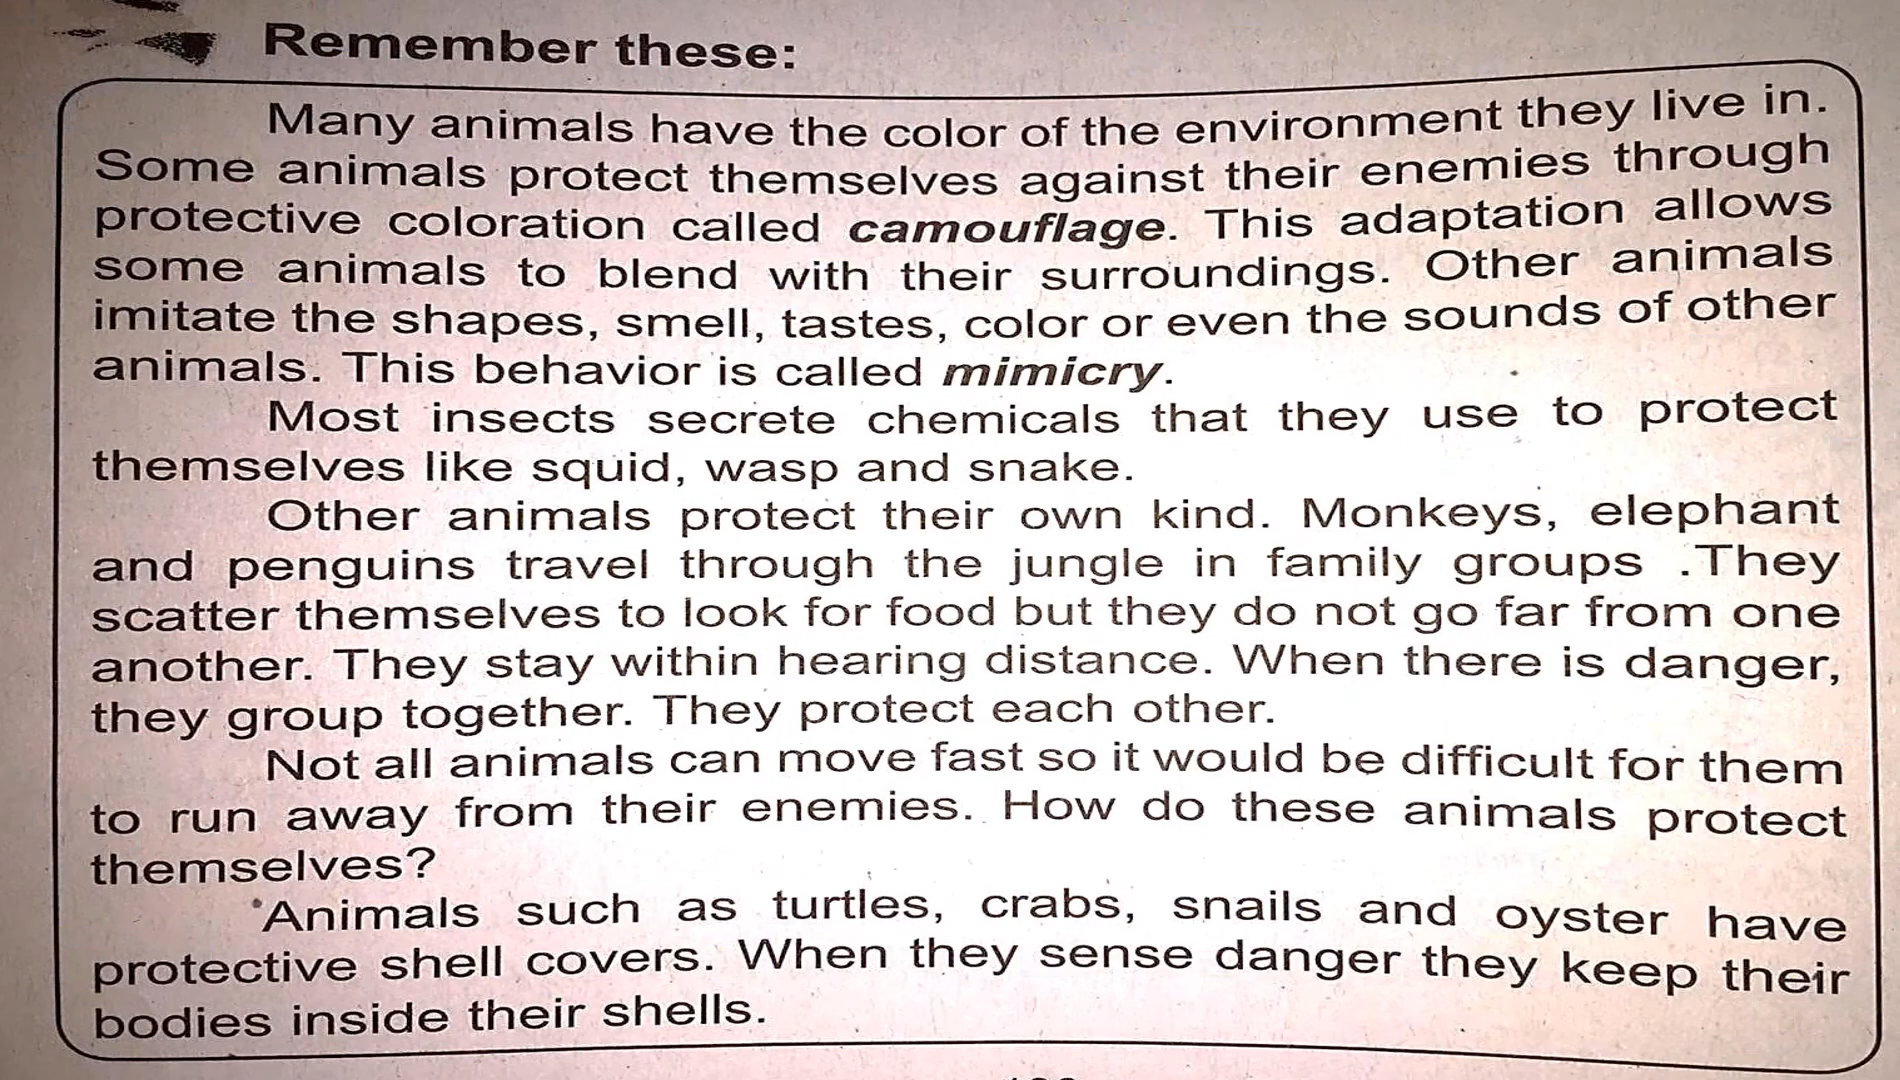 Remember these:
Many animals have the color of the environment they live in.
Some animals protect themselves against their enemies through
protective coloration called camouflage. This adaptation allows
some animals to blend with their surroundings. Other animals
imitate the shapes, smell, tastes, color or even the sounds of other
animals. This behavior is called mimicry.
Most insects secrete chemicals that they use to protect
themselves like squid, wasp and snake.
Other animals protect their own kind. Monkeys, elephant
and penguins travel through the jungle in family groups .They
scatter themselves to look for food but they do not go far from one
another. They stay within hearing distance. When there is danger,
they group together. They protect each other.
Not all animals can move fast so it would be difficult for them
to run away from their enemies. How do these animals protect
themselves?
Animals such as turtles, crabs, snails and oyster have
protective shell covers. When they sense danger they keep their
bodies inside their shells.